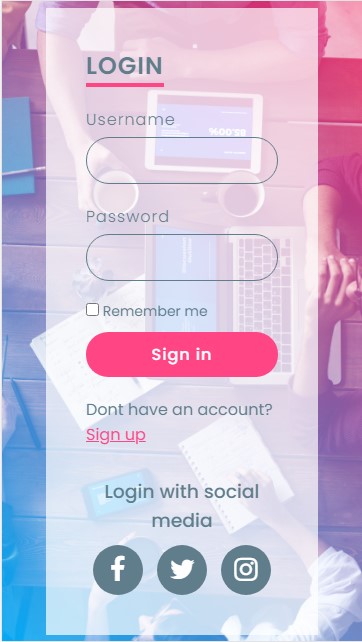 LOGIN
Username
Password
Remember me
Sign in
Dont have an account?
Sign up
Login with social
media